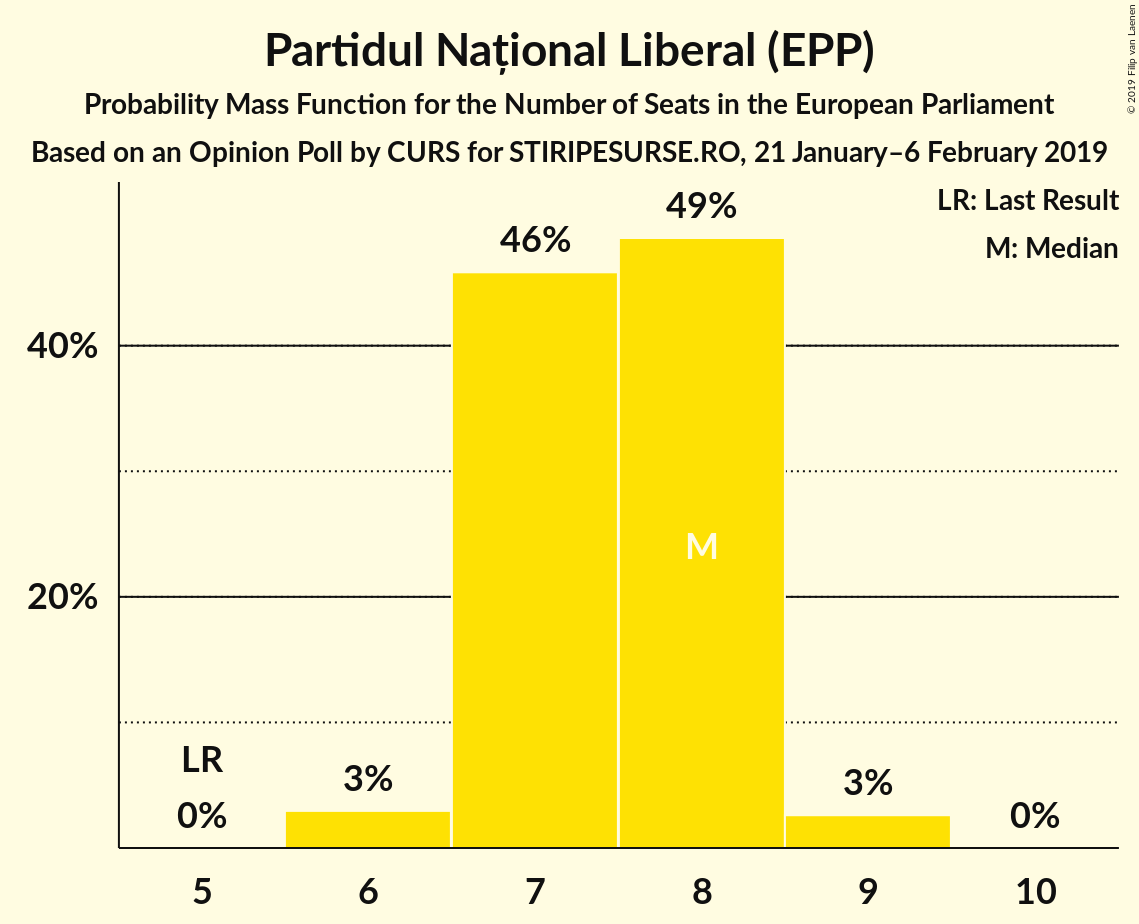 Partidul Național Liberal (EPP)
Probability Mass Function for the Number of Seats in the European Parliament
Based on an Opinion Poll by CURS for STIRIPESURSE.RO, 21 January–6 February 2019
© 2019 Filip van Laenen
LR: Last Result
M: Median
49%
46%
40%
M
20%
LR
3%
3%
0%
0%
5 6 7 8 9 10